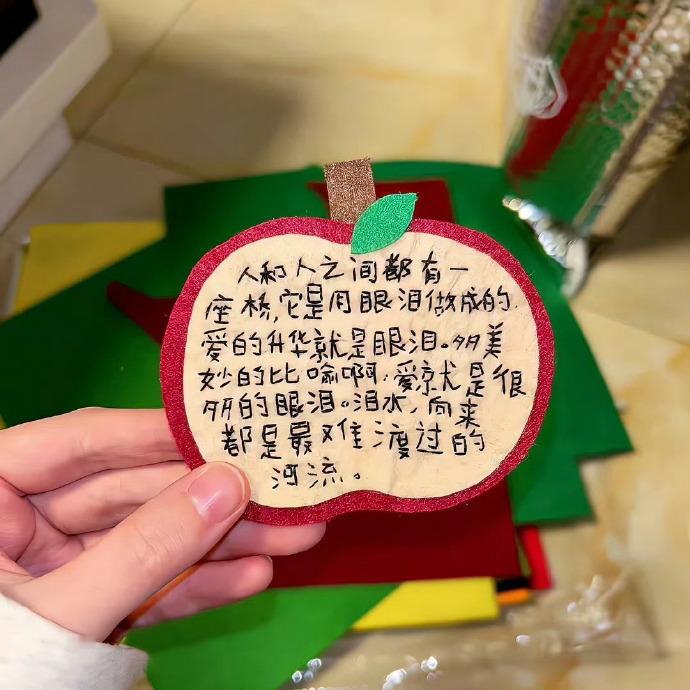 人和人之间都有一
座桥,它是用眼泪做成的.
爱的升华就是眼泪。多美
妙的比喻啊,爱就是很
多的眼泪。泪水,向来
都是最难渡过的
河流。